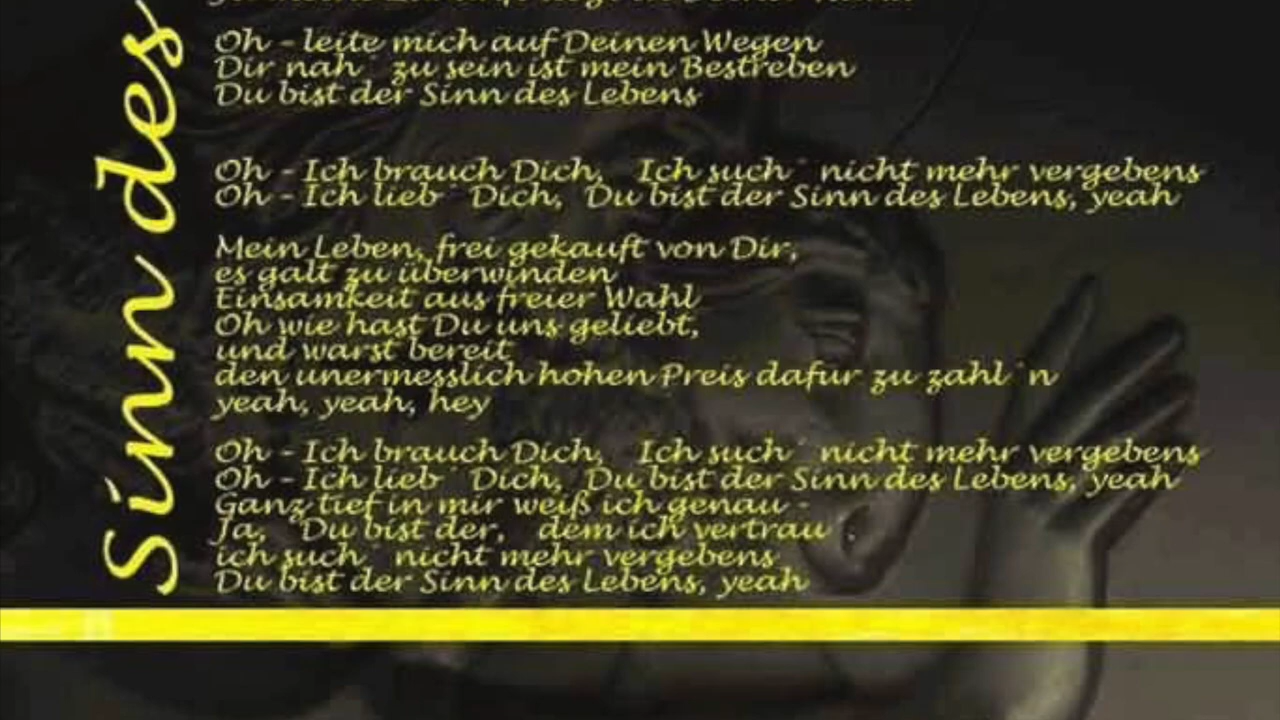 Oh - leite mich auf Deinen Wegen
Dir nah´ zu sein ist mein Bestreben
Du bist der Sinn des Lebens
Oh - Ich brauch Dich, Ich such´ nicht mehr vergebens
Oh - Ich lieb´ Dich, Du bist der Sinn des Lebens, yeah
Mein Leben, frei gekauft von Dir,
es galt zu überwinden
Einsamkeit aus freier Wahl
Oh wie hast Du uns geliebt,
und warst bereit
den unermesslich hohen Preis dafür zu zahl´n
yeah, yeah, hey
Oh - Ich brauch Dich, Ich such´ nicht mehr vergebens
Oh - Ich lieb´ Dich, Du bist der Sinn des Lebens, yeah
Ganz tief in mir weiß ich genau -
Ja, Du bist der, dem ich vertrau
ich such´ nicht mehr vergebens
Du bist der Sinn des Lebens, yeah
Sinn des